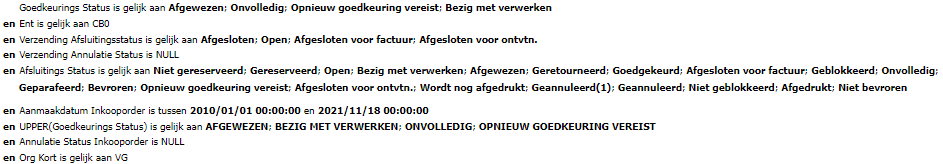 Goedkeurings Status is gelijk aan Afgewezen; Onvolledig; Opnieuw goedkeuring vereist; Bezig met verwerken
en Ent is gelijk aan CB0
en Verzending Afsluitingsstatus is gelijk aan Afgesloten; Open; Afgesloten voor factuur; Afgesloten voor ontvtn.
en Verzending Annulatie Status is NULL
en Afsluitings Status is gelijk aan Niet gereserveerd; Gereserveerd; Open; Bezig met verwerken; Afgewezen; Geretourneerd; Goedgekeurd; Afgesloten voor factuur; Geblokkeerd; Onvolledig;
Geparafeerd; Bevroren; Opnieuw goedkeuring vereist; Afgesloten voor ontvtn.; Wordt nog afgedrukt; Geannuleerd(1); Geannuleerd; Niet geblokkeerd; Afgedrukt; Niet bevroren
en Aanmaakdatum Inkooporder is tussen 2010/01/01 00:00:00 en 2021/11/18 00:00:00
en UPPER(Goedkeurings Status) is gelijk aan AFGEWEZEN; BEZIG MET VERWERKEN; ONVOLLEDIG; OPNIEUW GOEDKEURING VEREIST
en Annulatie Status Inkooporder is NULL
en Org Kort is gelijk aan VG